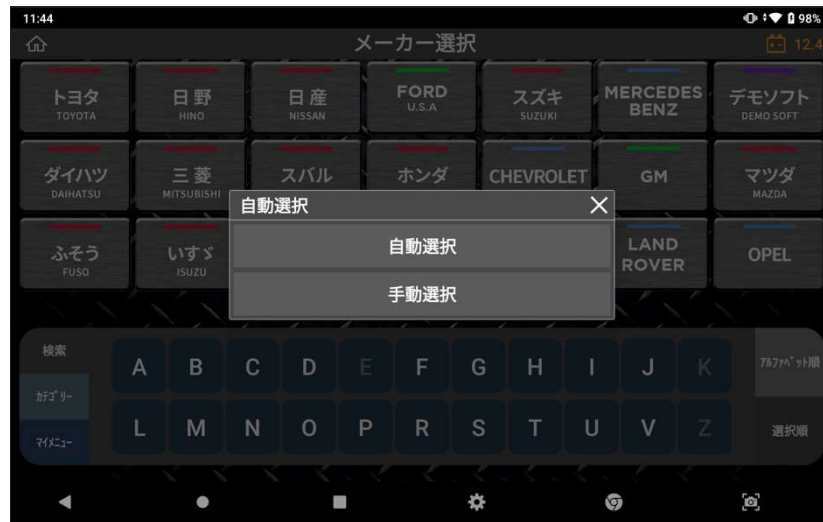 11:44
98%
メーカー選択
12.4
トヨタ
TOYOTA
日野
HINO
日産
NISSAN
FORD
U.S.A
スズキ
SUZUKI
MERCEDES
BENZ
デモソフト
DEMO SOFT
ダイハツ
DAIHATSU
三菱
MITSUBISHI
スバル
ホンダ
CHEVROLET
GM
マツダ
MAZDA
自動選択
自動選択
手動選択
ふそう
FUSO
いすゞ
ISUZU
LAND
ROVER
OPEL
検索
A B C D E F G H I J K
アルファベット順
カテゴリー
L M N O P R S T U V Z
マイメニュー
選択順